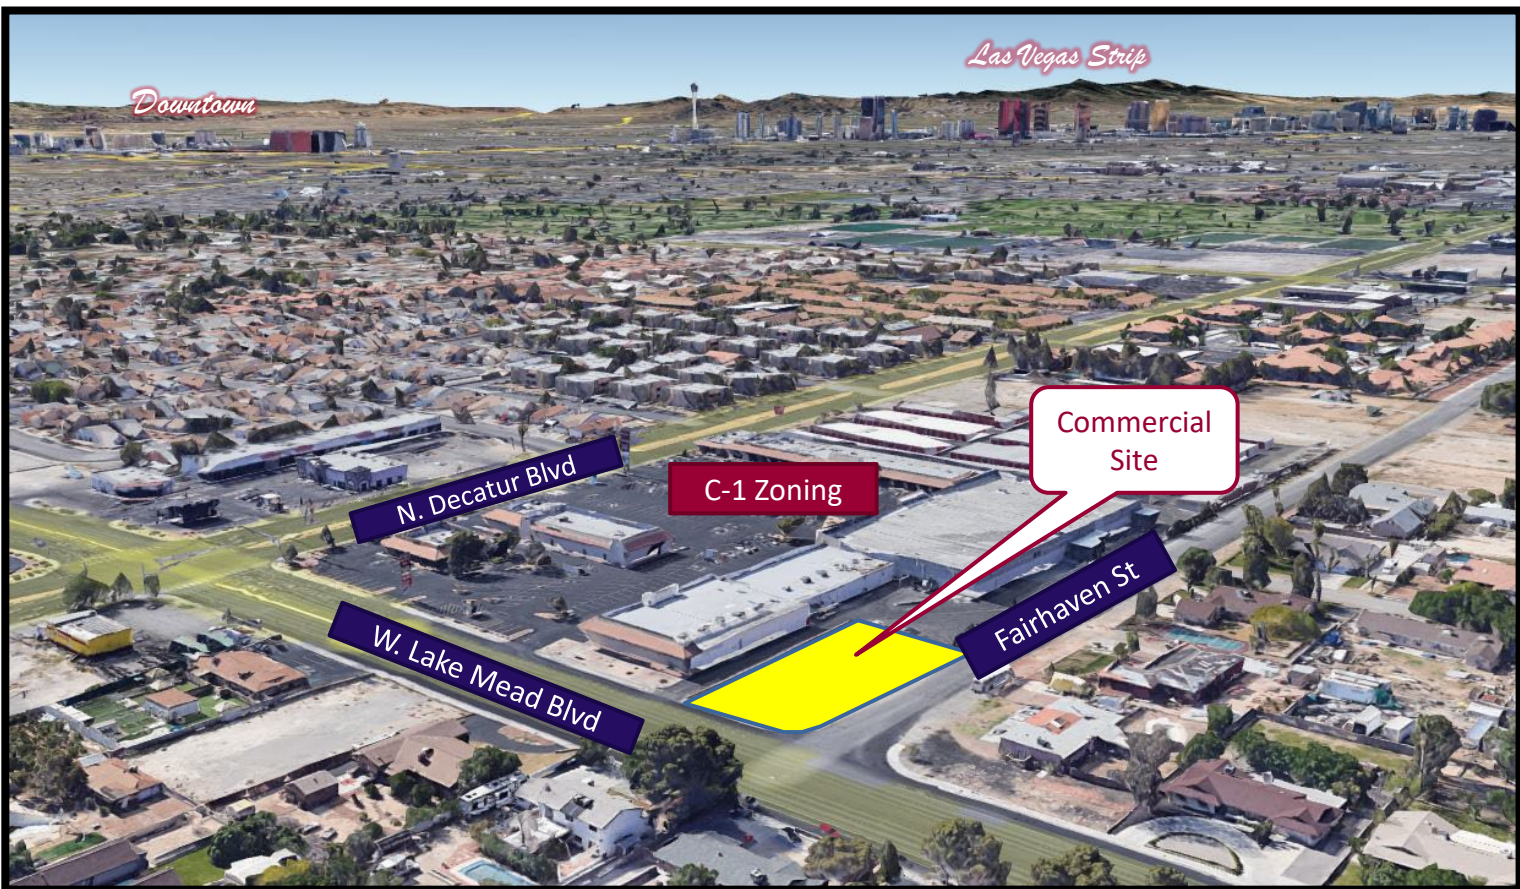 Las Vegas Strip
Downtown
Commercial
Site
N. Decatur Blvd
C-1 Zoning
Fairhaven St
W. Lake Mead Blvd